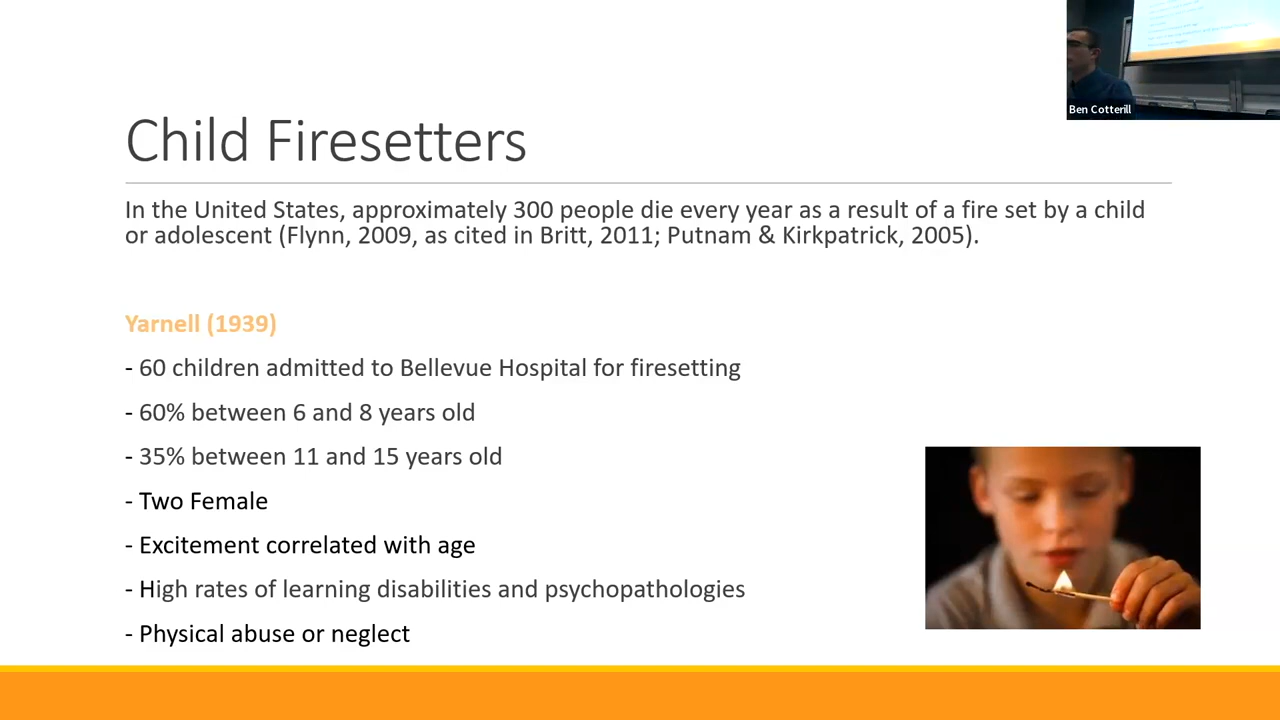 Ben Cotterill
Child Firesetters
In the United States, approximately 300 people die every year as a result of a fire set by a child
or adolescent (Flynn, 2009, as cited in Britt, 2011; Putnam & Kirkpatrick, 2005).
Yarnell (1939)
- 60 children admitted to Bellevue Hospital for firesetting
- 60% between 6 and 8 years old
- 35% between 11 and 15 years old
- Two Female
- Excitement correlated with age
- High rates of learning disabilities and psychopathologies
- Physical abuse or neglect